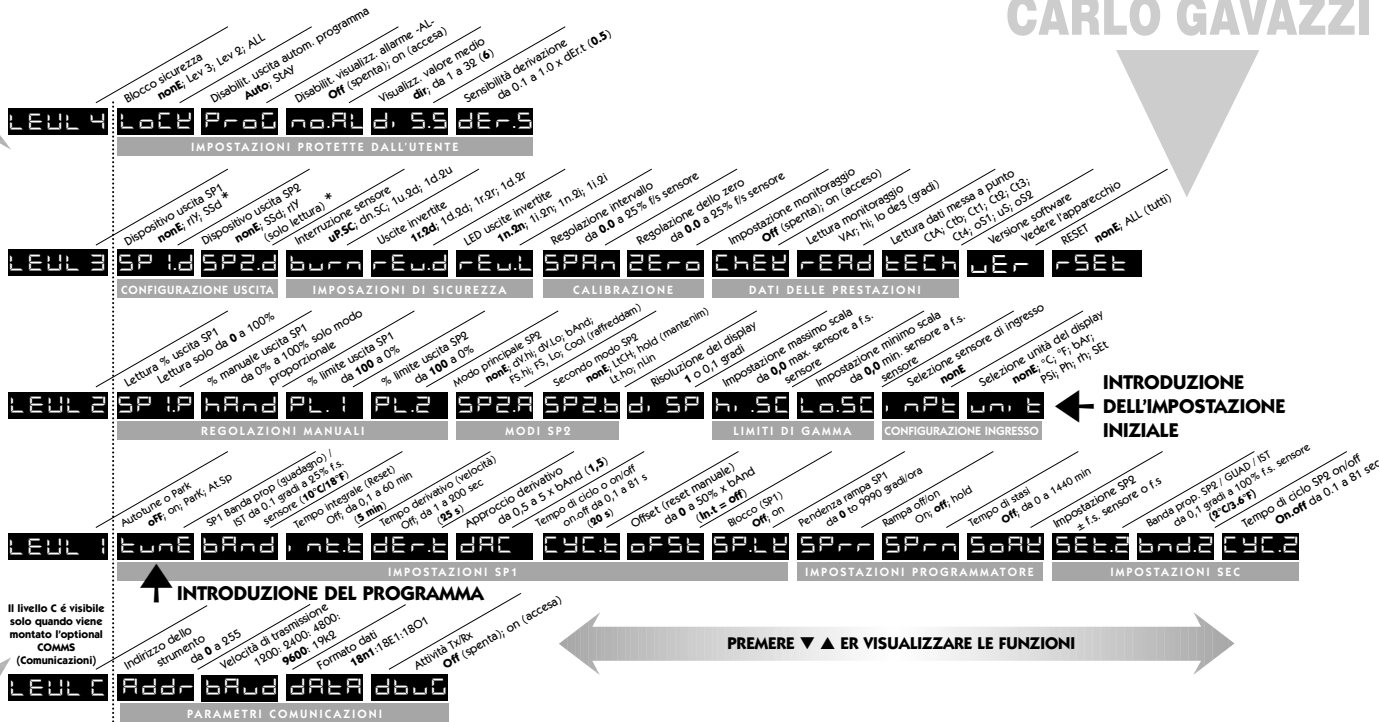 CARLO GAVAZZI
Blocco sicurezza
nonE; Lev 3; Lev 2; ALL
Disabilit. uscita autom. programma
Auto; StAY
Disabilit. visualizz. allarme -AL-
Off (spenta); on (accesa)
Visualizz. valore medio
dir; da 1 a 32 (6)
Sensibilità derivazione
da 0.1 a 1.0 x dEr.t (0.5)
LEVL 4 LoCK ProG no.AL di S.S dEr.S
IMPOSTAZIONI PROTETTE DALL'UTENTE
Dispositivo uscita SP1
nonE; rlY, SSd *
Dispositivo uscita SP2
nonE; SSd; rlY
(solo lettura) *
Interruzione sensore
uP.SC; dn.SC; 1u.2d; 1d.2u
Uscite invertite
1r.2d; 1d.2d; 1r.2r; 1d.2r
LED uscite invertite
1n.2n; 1i.2n; 1n.2i; 1i.2i
Regolazione intervallo
da 0.0 a 25% f/s sensore
Regolazione dello zero
da 0.0 a 25% f/s sensore
Impostazione monitoraggio
Off (spenta); on (acceso)
Lettura monitoraggio
VAr; hi; lo deg (gradi)
Lettura dati messa a punto
CtA; Ctb; Ct1; Ct2; Ct3;
Ct4; oS1; uS; oS2
Versione software
Vedere l'apparecchio
RESET
nonE; ALL (tutti)
LEVL 3 SP1.d SP2.d burn rEv.d rEv.L SPAn ZEro ChEK rEAd tECh vEr rSEt
CONFIGURAZIONE USCITA IMPOSAZIONI DI SICUREZZA CALIBRAZIONE DATI DELLE PRESTAZIONI
Lettura % uscita SP1
Lettura solo da 0 a 100%
% manuale uscita SP1
da 0% a 100% solo modo
proporzionale
% limite uscita SP1
da 100 a 0%
% limite uscita SP2
da 100 a 0%
Modo principale SP2
nonE; dV.hi; dV.Lo; bAnd;
FS.hi; FS, Lo; Cool (raffreddam)
Secondo modo SP2
nonE; LtCH; hold (mantenim)
Lt.ho; nLin
Risoluzione del display
1 o 0,1 gradi
Impostazione massimo scala
da 0,0 max. sensore a f.s.
sensore
Impostazione minimo scala
da 0,0 min. sensore a f.s.
sensore
Selezione sensore di ingresso
nonE
Selezione unità del display
nonE; °C; °F; bAr;
PSi; Ph; rh; SEt
LEVL 2 SP1.P hAnd PL.1 PL.2 SP2.A SP2.b di SP hi.SC Lo.SC inPt unit
REGOLAZIONI MANUALI MODI SP2 LIMITI DI GAMMA CONFIGURAZIONE INGRESSO
INTRODUZIONE
DELL'IMPOSTAZIONE
INIZIALE
Autotune o Park
oFF; on; ParK; At.Sp
SP1 Banda prop (guadagno) /
IST da 0,1 gradi a 25% f.s.
sensore (10°C/18°F)
Tempo integrale (Reset)
Off; da 0,1 a 60 min
(5 min)
Tempo derivativo (velocità)
Off; da 1 a 200 sec
(25 s)
Approccio derivativo
da 0,5 a 5 x bAnd (1,5)
Tempo di ciclo o on/off
on.off da 0,1 a 81 s
(20 s)
Offset (reset manuale)
da 0 a 50% x bAnd
(In.t = off)
Blocco (SP1)
Off; on
Pendenza rampa SP1
da 0 to 9990 gradi/ora
Rampa off/on
On; off; hold
Tempo di stasi
Off; da 0 a 1440 min
Impostazione SP2
± f.s. sensore o f.s
Banda prop. SP2 / GUAD / IST
da 0,1 gradi a 100% f.s. sensore
(2°C/3.6°F)
Tempo di ciclo SP2 on/off
On.off da 0.1 a 81 sec
LEVL 1 tunE bAnd int.t dEr.t dAC CYC.t oFSt SP.LK SPrr SPrn SoAK SEt.2 bnd.2 CYC.2
IMPOSTAZIONI SP1 IMPOSTAZIONI PROGRAMMATORE IMPOSTAZIONI SEC
INTRODUZIONE DEL PROGRAMMA
Il livello C é visibile
solo quando viene
montato l'optional
COMMS
(Comunicazioni)
Indirizzo dello
strumento
da 0 a 255
Velocità di trasmissione
1200: 2400: 4800:
9600: 19k2
Formato dati
18n1:18E1:18O1
Attività Tx/Rx
Off (spenta); on (accesa)
PREMERE ▼ ▲ ER VISUALIZZARE LE FUNZIONI
LEVL C Addr bAud dAtA dbuG
PARAMETRI COMUNICAZIONI